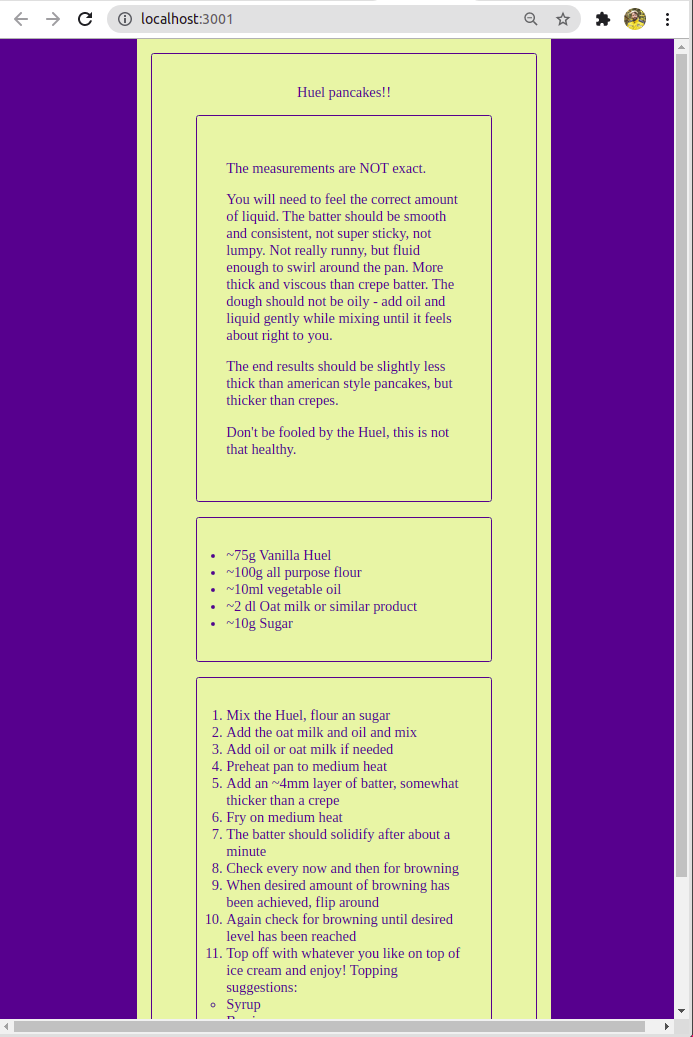 localhost:3001
Huel pancakes!!
The measurements are NOT exact.
You will need to feel the correct amount
of liquid. The batter should be smooth
and consistent, not super sticky, not
lumpy. Not really runny, but fluid
enough to swirl around the pan. More
thick and viscous than crepe batter. The
dough should not be oily - add oil and
liquid gently while mixing until it feels
about right to you.
The end results should be slightly less
thick than american style pancakes, but
thicker than crepes.
Don't be fooled by the Huel, this is not
that healthy.
• ~75g Vanilla Huel
• ~100g all purpose flour
• ~10ml vegetable oil
• ~2 dl Oat milk or similar product
• ~10g Sugar
1. Mix the Huel, flour an sugar
2. Add the oat milk and oil and mix
3. Add oil or oat milk if needed
4. Preheat pan to medium heat
5. Add an ~4mm layer of batter, somewhat
thicker than a crepe
6. Fry on medium heat
7. The batter should solidify after about a
minute
8. Check every now and then for browning
9. When desired amount of browning has
been achieved, flip around
10. Again check for browning until desired
level has been reached
11. Top off with whatever you like on top of
ice cream and enjoy! Topping
suggestions:
◦ Syrup